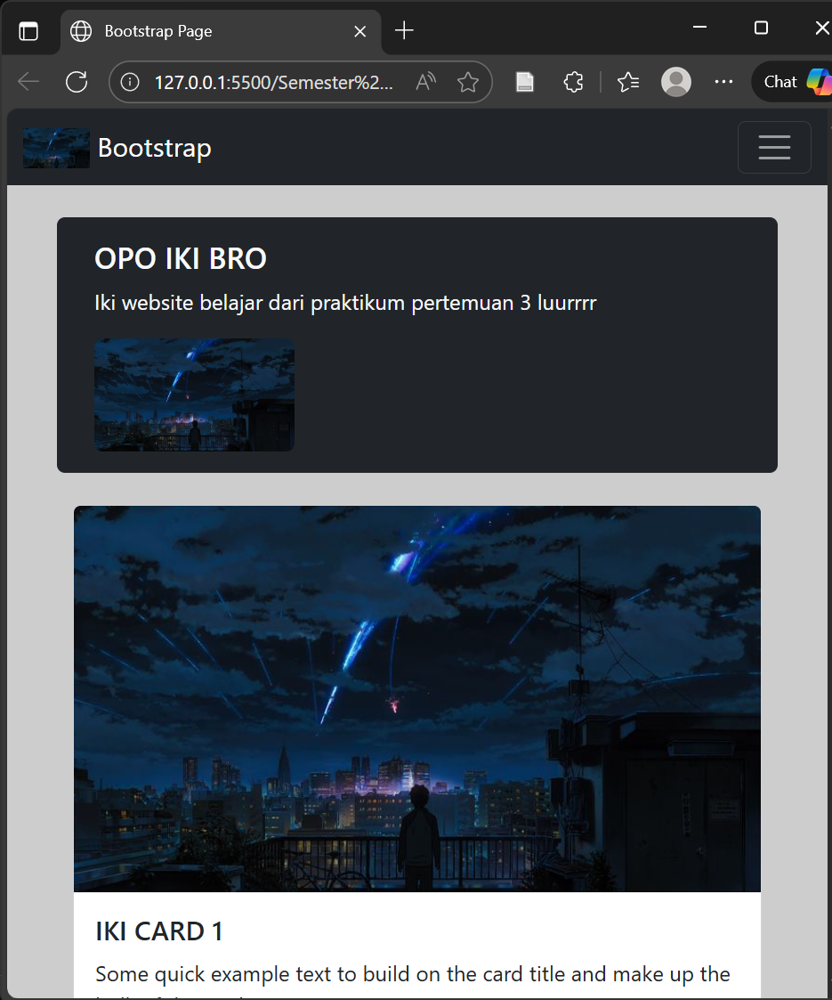 Bootstrap Page
127.0.0.1:5500/Semester%2...
Chat
Bootstrap
OPO IKI BRO
Iki website belajar dari praktikum pertemuan 3 luurrrr
IKI CARD 1
Some quick example text to build on the card title and make up the